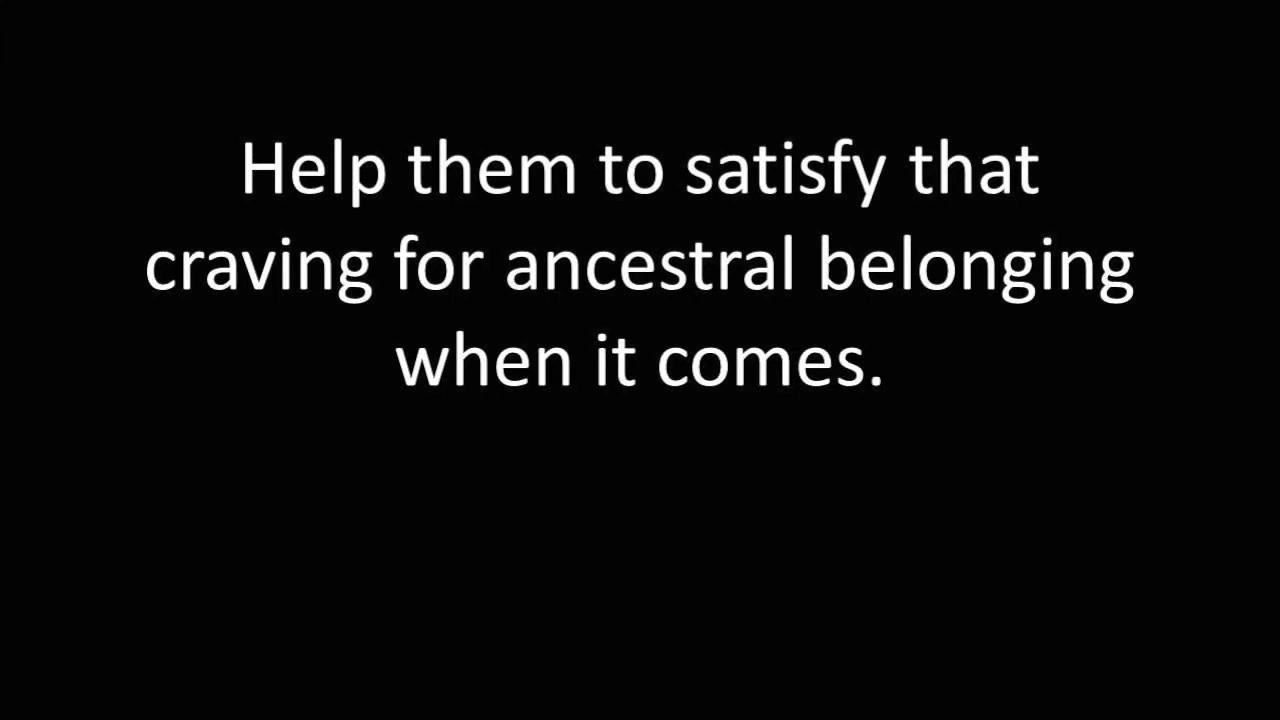 Help them to satisfy that
craving for ancestral belonging
when it comes.